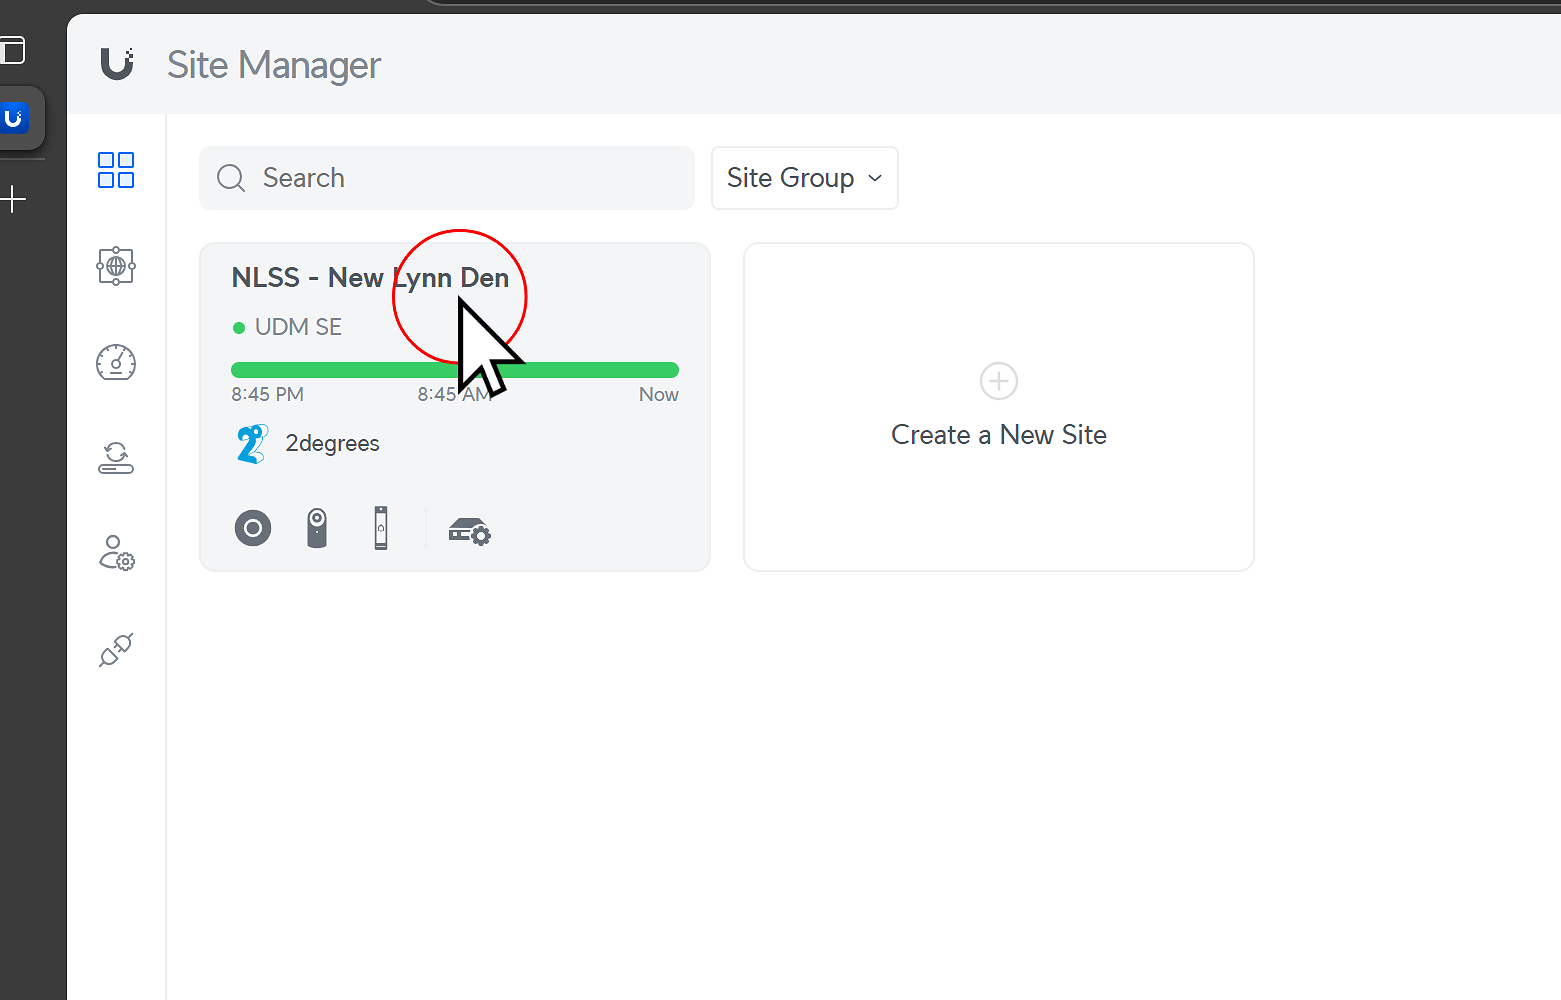 Site Manager
Search
Site Group
NLSS - New Lynn Den
UDM SE
8:45 PM
8:45 AM
Now
2degrees
Create a New Site